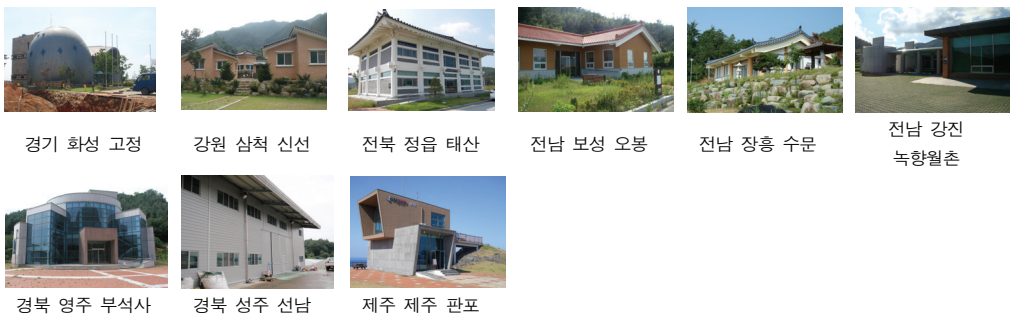 경기 화성 고정
강원 삼척 신선
전북 정읍 태산
전남 보성 오봉
전남 장흥 수문
전남 강진
녹향월촌
경북 영주 부석사
경북 성주 선남
제주 제주 판포